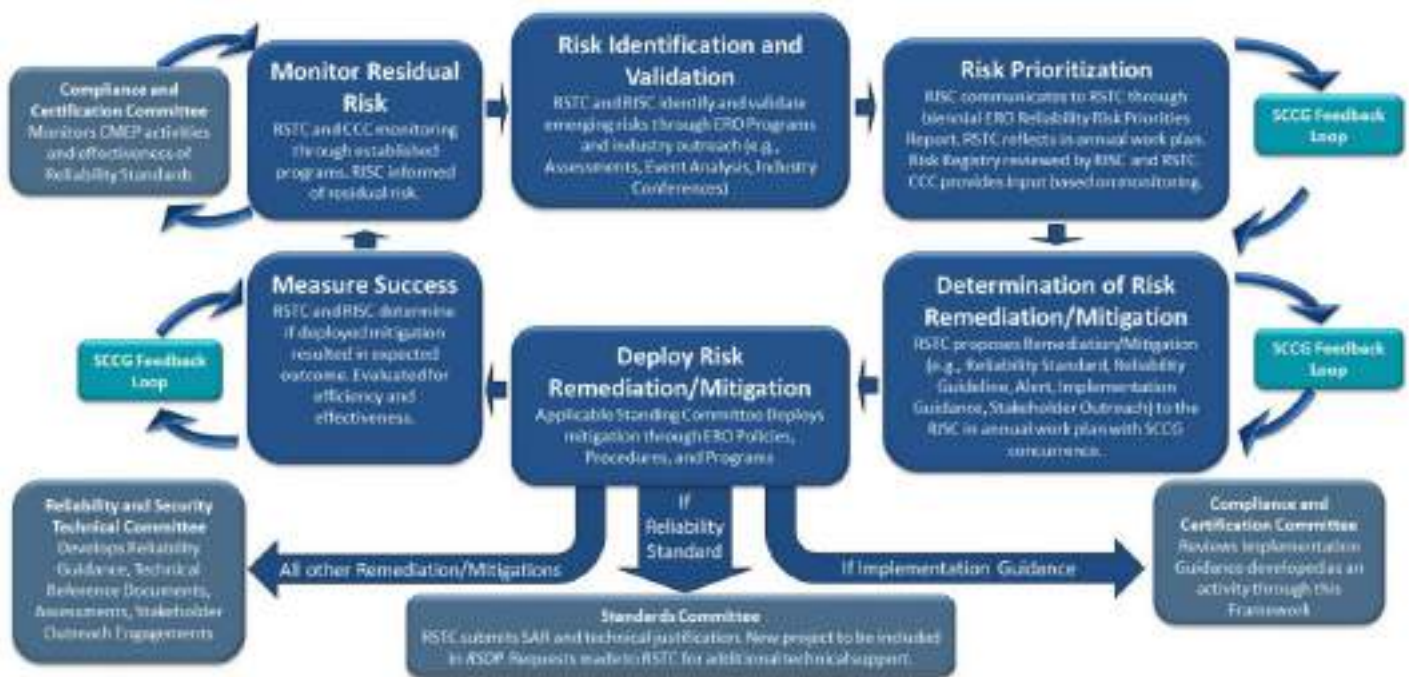 Compliance and
Certification Committee
Monitors CMEP activities
and effectiveness of
Reliability Standards
Monitor Residual
Risk
RSTC and CCC monitoring
through established
programs. RISC informed
of residual risk.
Risk Identification and
Validation
RSTC and RISC identify and validate
emerging risks through ERO Programs
and industry outreach (e.g.,
Assessments, Event Analysis, Industry
Conferences)
Risk Prioritization
RISC communicates to RSTC through
biennial ERO Reliability Risk Priorities
Report. RSTC reflects in annual work plan.
Risk Registry reviewed by RISC and RSTC.
CCC provides input based on monitoring.
SCCG Feedback
Loop
SCCG Feedback
Loop
Measure Success
RSTC and RISC determine
if deployed mitigation
resulted in expected
outcome. Evaluated for
efficiency and
effectiveness.
Deploy Risk
Remediation/Mitigation
Applicable Standing Committee Deploys
mitigation through ERO Policies,
Procedures, and Programs
Determination of Risk
Remediation/Mitigation
RSTC proposes Remediation/Mitigation
(e.g., Reliability Standard, Reliability
Guideline, Alert, Implementation
Guidance, Stakeholder Outreach) to the
RISC in annual work plan with SCCG
concurrence.
SCCG Feedback
Loop
Reliability and Security
Technical Committee
Develops Reliability
Guidance, Technical
Reference Documents,
Assessments, Stakeholder
Outreach Engagements
All other Remediation/Mitigations
If
Reliability
Standard
If Implementation Guidance
Compliance and
Certification Committee
Reviews Implementation
Guidance developed as an
activity through this
Framework
Standards Committee
RSTC submits SAR and technical justification. New project to be included
in RSDP. Requests made to RSTC for additional technical support.